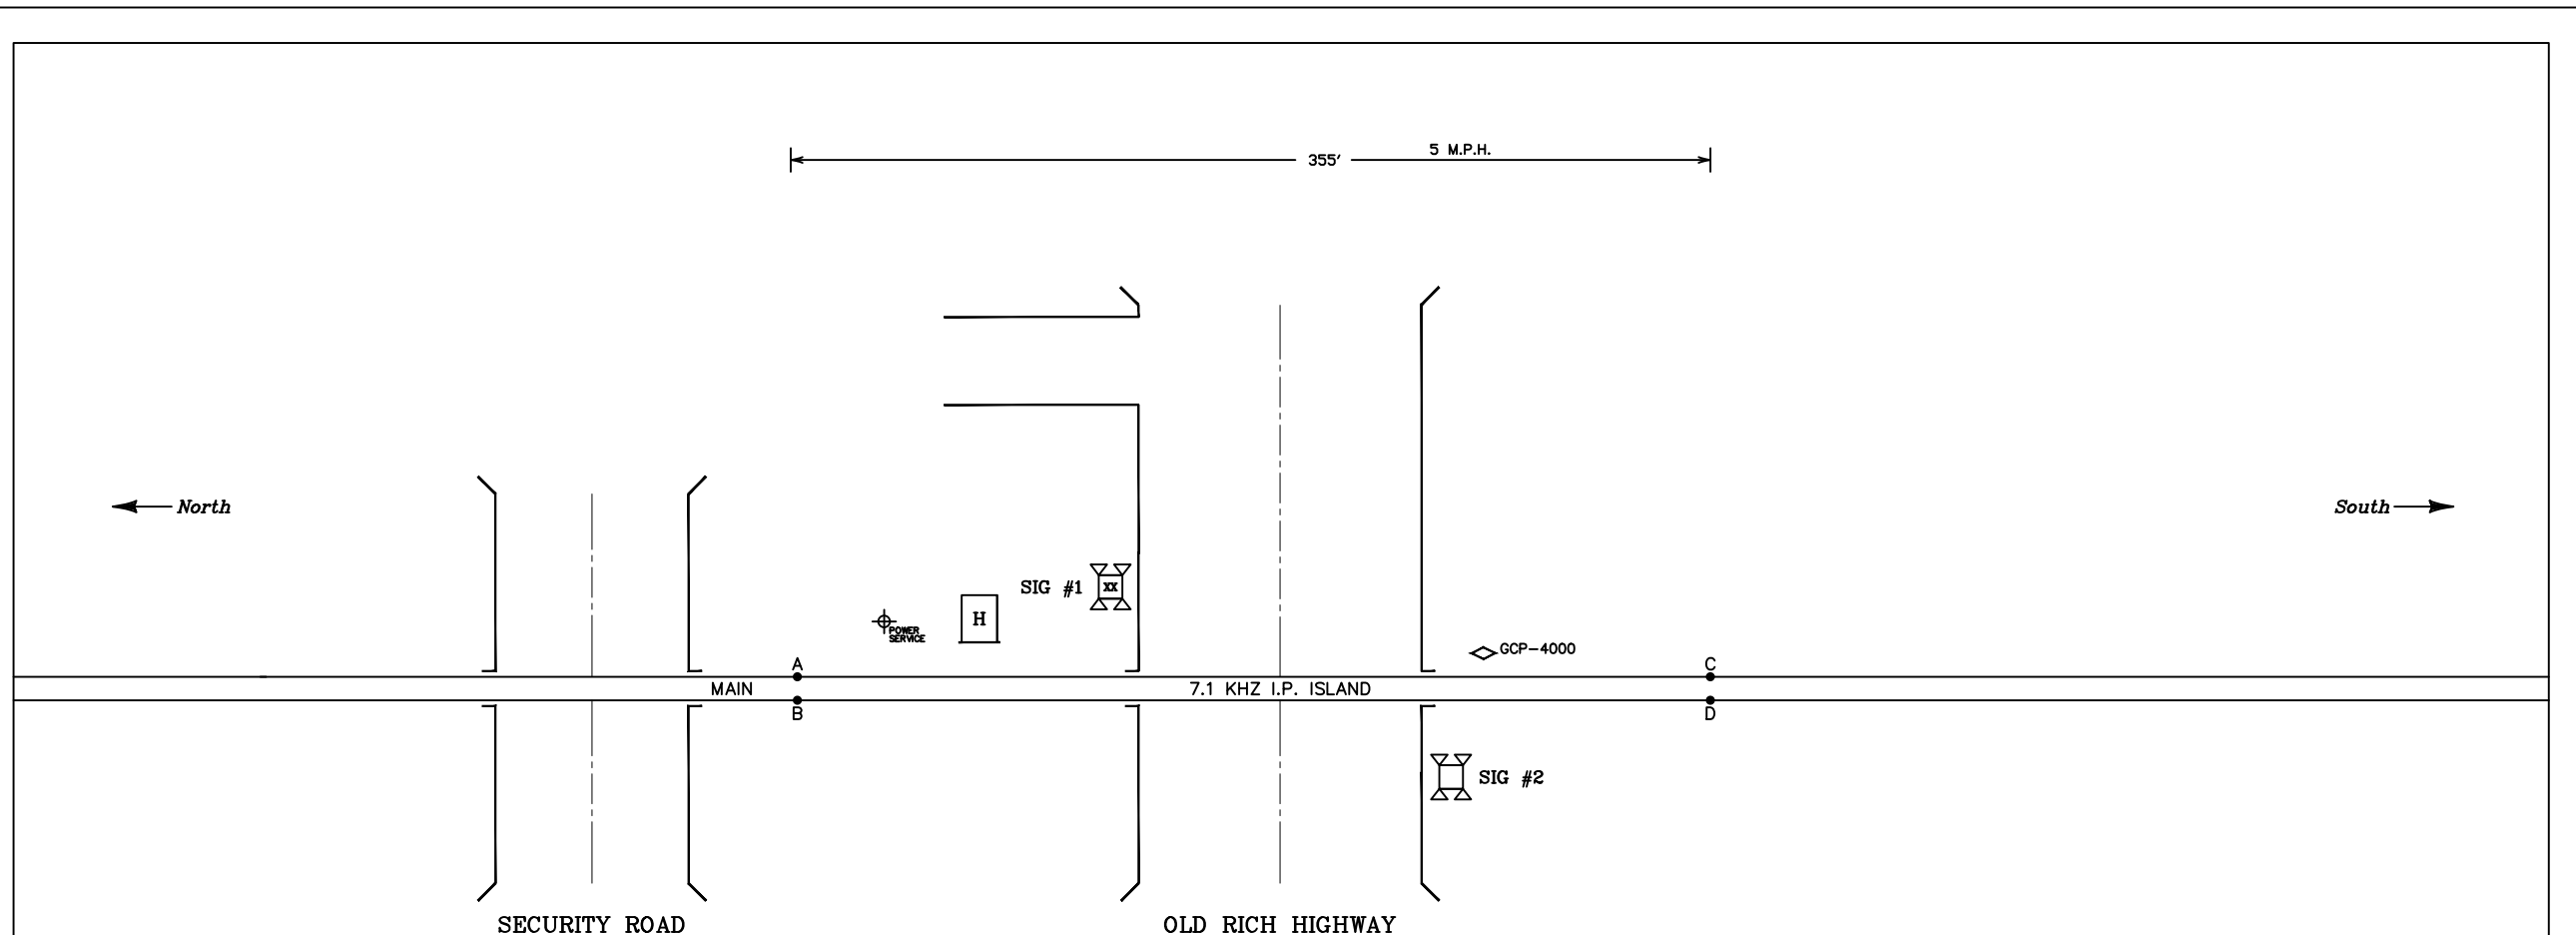 5 M.P.H.
355'
North
South
SIG #1
XX
H
POWER
SERVICE
GCP-4000
A
C
MAIN
7.1 KHZ I.P. ISLAND
B
D
SIG #2
SECURITY ROAD
OLD RICH HIGHWAY